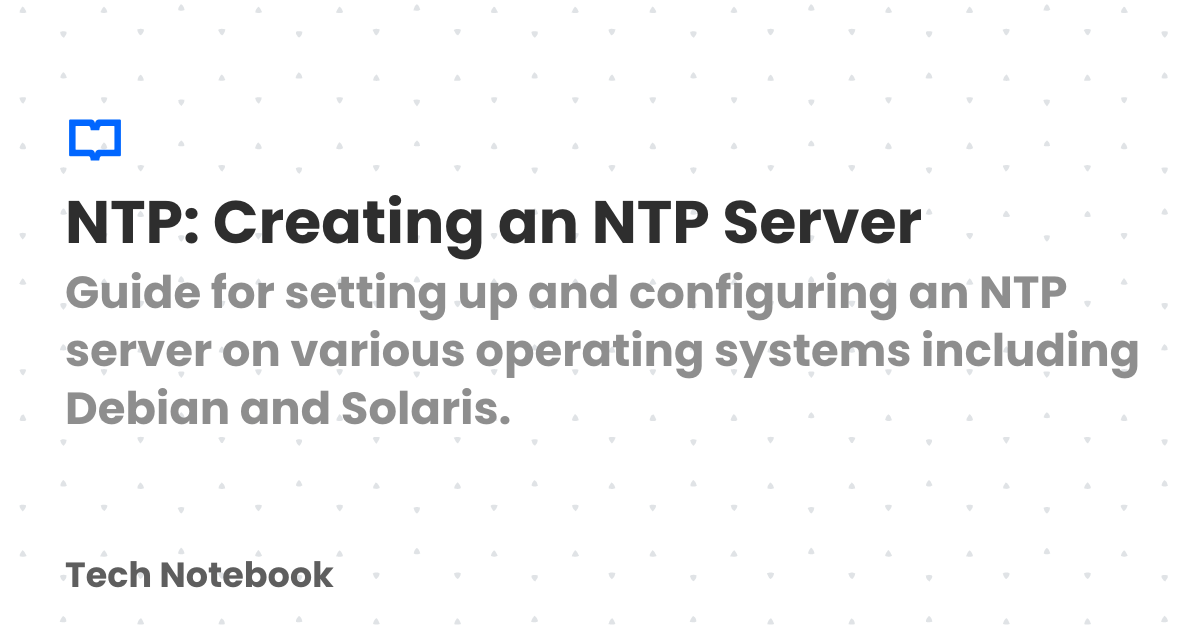 NTP: Creating an NTP Server
Guide for setting up and configuring an NTP
server on various operating systems including
Debian and Solaris.
Tech Notebook